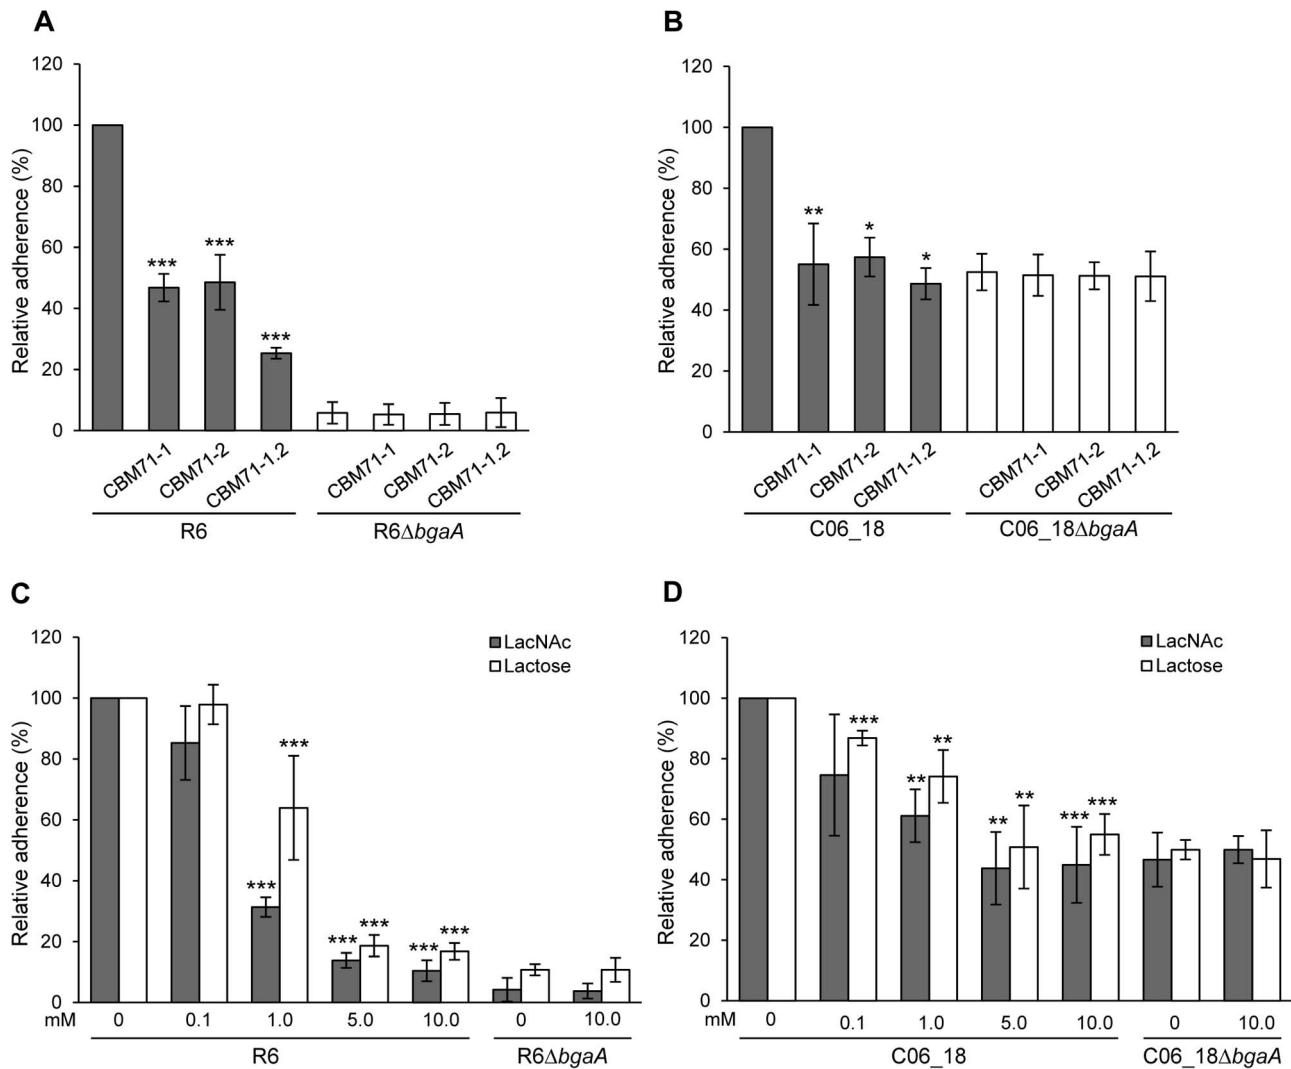 A
Relative adherence (%)
120
100
80
60
40
20
0
***
***
***
CBM71-1
CBM71-2
CBM71-1.2
CBM71-1
CBM71-2
CBM71-1.2
R6
R6ΔbgaA
B
Relative adherence (%)
120
100
80
60
40
20
0
**
*
*
CBM71-1
CBM71-2
CBM71-1.2
CBM71-1
CBM71-2
CBM71-1.2
C06_18
C06_18ΔbgaA
C
Relative adherence (%)
120
100
80
60
40
20
0
LacNAc
Lactose
***
***
***
***
***
***
mM 0 0.1 1.0 5.0 10.0 0 10.0
R6
R6ΔbgaA
D
Relative adherence (%)
120
100
80
60
40
20
0
LacNAc
Lactose
***
**
**
**
**
***
***
mM 0 0.1 1.0 5.0 10.0 0 10.0
C06_18
C06_18ΔbgaA